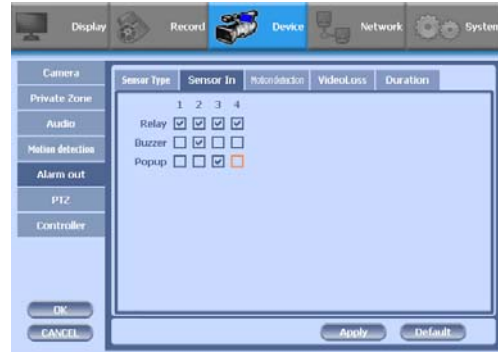 Display Record Device Network System
Camera
Private Zone
Audio
Motion detection
Alarm out
PTZ
Controller
Sensor Type Sensor In Motion detection VideoLoss Duration
1 2 3 4
Relay
Buzzer
Popup
OK
CANCEL
Apply Default